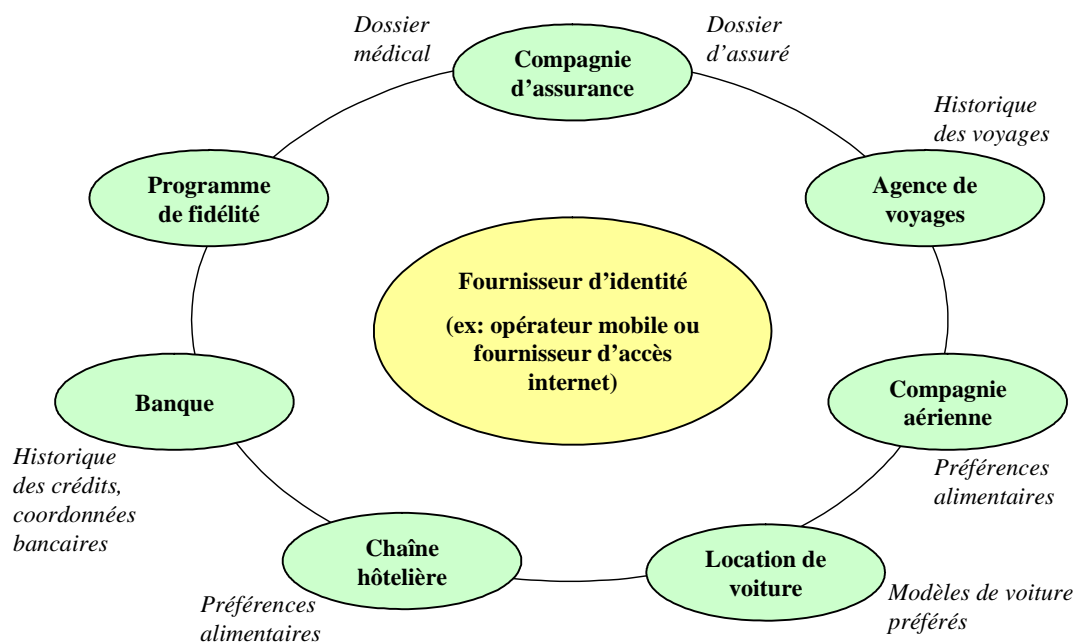 Dossier
médical
Compagnie
d’assurance
Dossier
d’assuré
Historique
des voyages
Programme
de fidélité
Agence de
voyages
Fournisseur d’identité
(ex: opérateur mobile ou
fournisseur d’accès
internet)
Banque
Compagnie
aérienne
Historique
des crédits,
coordonnées
bancaires
Préférences
alimentaires
Chaîne
hôtelière
Location de
voiture
Préférences
alimentaires
Modèles de voiture
préférés